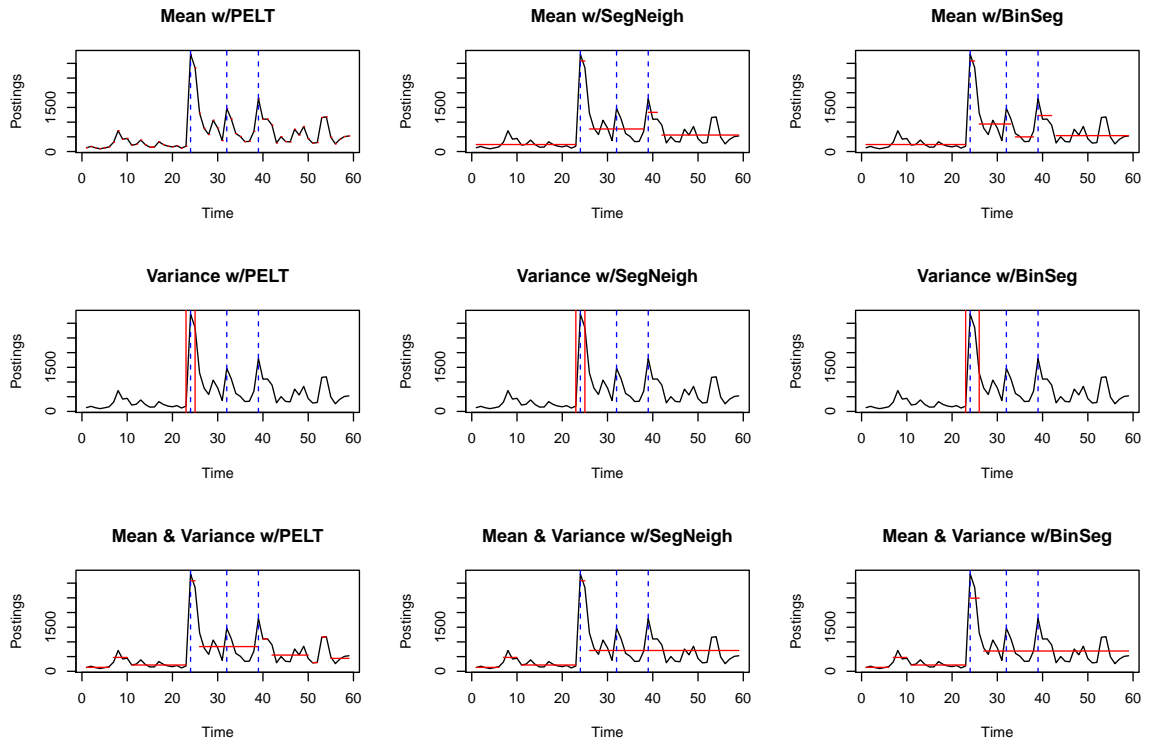 Mean w/PELT
Mean w/SegNeigh
Mean w/BinSeg
Postings
1500
0
0 10 20 30 40 50 60
Time
Postings
1500
0
0 10 20 30 40 50 60
Time
Postings
1500
0
0 10 20 30 40 50 60
Time
Variance w/PELT
Variance w/SegNeigh
Variance w/BinSeg
Postings
1500
0
0 10 20 30 40 50 60
Time
Postings
1500
0
0 10 20 30 40 50 60
Time
Postings
1500
0
0 10 20 30 40 50 60
Time
Mean & Variance w/PELT
Mean & Variance w/SegNeigh
Mean & Variance w/BinSeg
Postings
1500
0
0 10 20 30 40 50 60
Time
Postings
1500
0
0 10 20 30 40 50 60
Time
Postings
1500
0
0 10 20 30 40 50 60
Time